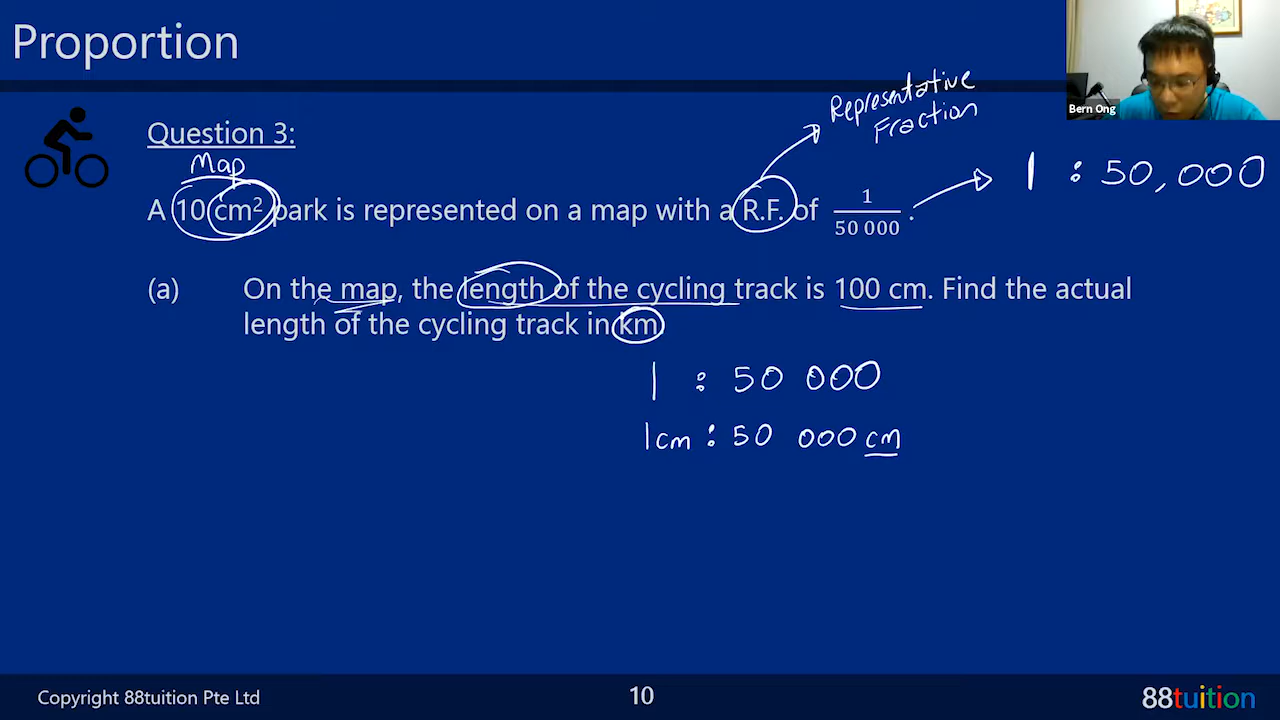 Proportion
Representative
Fraction
Bern Ong
Question 3:
Map
1 : 50,000
A 10 cm² park is represented on a map with a R.F. of 1/50 000.
(a) On the map, the length of the cycling track is 100 cm. Find the actual
length of the cycling track in km
1 : 50 000
1cm : 50 000 cm
Copyright 88tuition Pte Ltd
10
88tuition